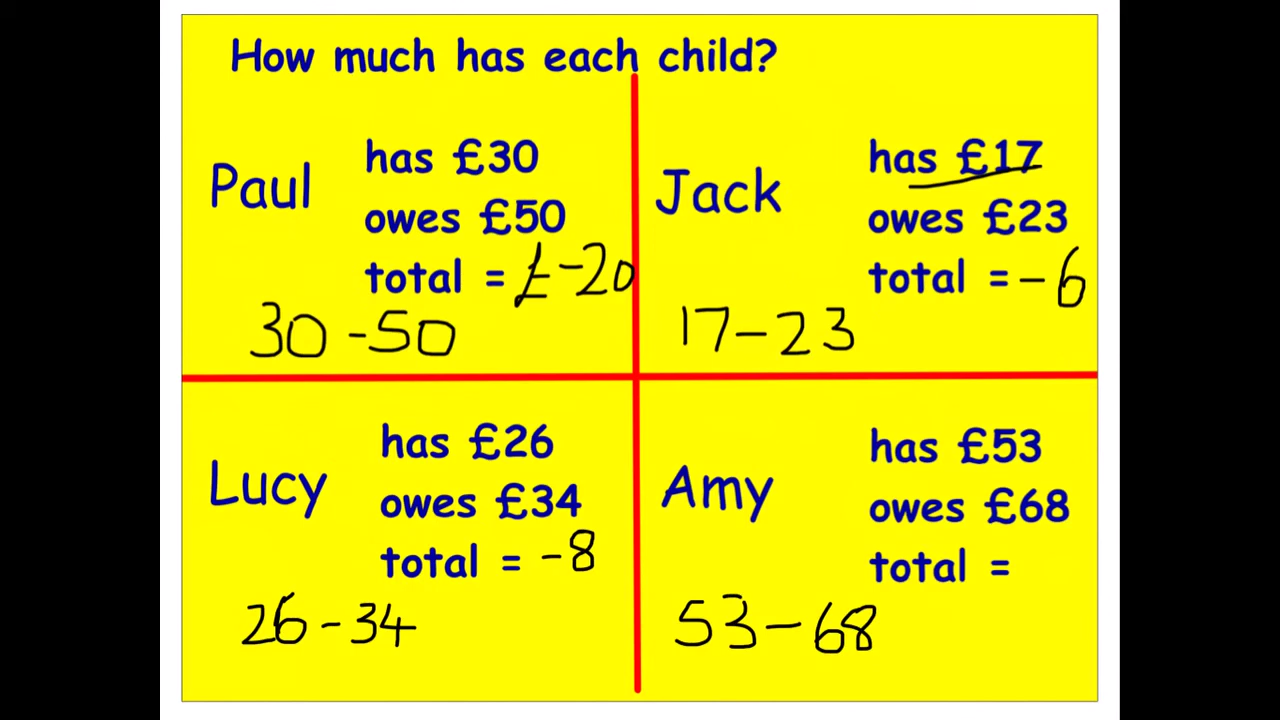 How much has each child?
Paul
has £30
owes £50
total = £-20
30 -50
Jack
has £17
owes £23
total = -6
17-23
Lucy
has £26
owes £34
total = -8
26-34
Amy
has £53
owes £68
total =
53-68